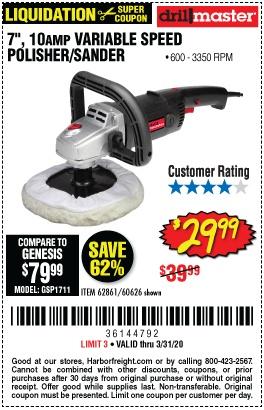 LIQUIDATION SUPER COUPON
drillmaster
7", 10AMP VARIABLE SPEED
POLISHER/SANDER
• 600 - 3350 RPM
Customer Rating
$29.99
$39.99
COMPARE TO
GENESIS
$79.99
MODEL: GSP1711
SAVE
62%
ITEM 62861/60626 shown
36144792
LIMIT 3 • VALID thru 3/31/20
Good at our stores, Harborfreight.com or by calling 800-423-2567.
Cannot be combined with other discounts, coupons, or prior
purchases after 30 days from original purchase or without original
receipt. Offer good while supplies last. Non-transferable. Original
coupon must be presented. Limit one coupon per customer per day.